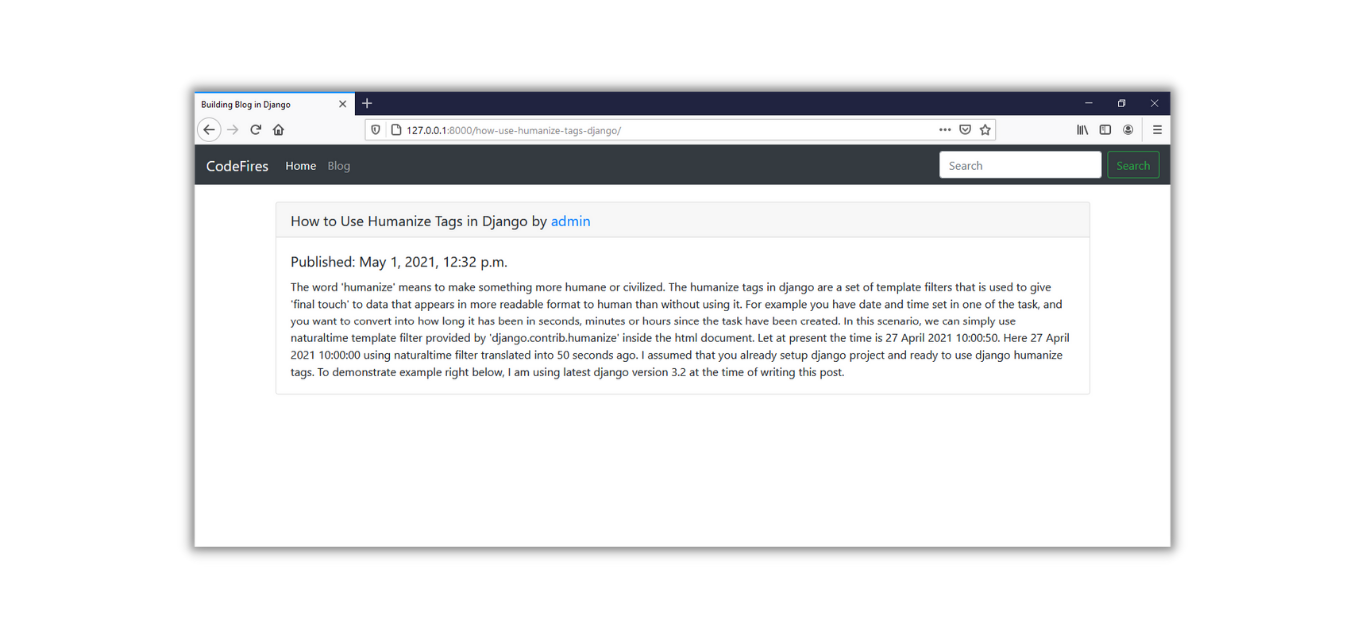 Building Blog in Django
127.0.0.1:8000/how-use-humanize-tags-django/
CodeFires Home Blog Search Search
How to Use Humanize Tags in Django by admin
Published: May 1, 2021, 12:32 p.m.
The word 'humanize' means to make something more humane or civilized. The humanize tags in django are a set of template filters that is used to give
'final touch' to data that appears in more readable format to human than without using it. For example you have date and time set in one of the task, and
you want to convert into how long it has been in seconds, minutes or hours since the task have been created. In this scenario, we can simply use
naturaltime template filter provided by 'django.contrib.humanize' inside the html document. Let at present the time is 27 April 2021 10:00:50. Here 27 April
2021 10:00:00 using naturaltime filter translated into 50 seconds ago. I assumed that you already setup django project and ready to use django humanize
tags. To demonstrate example right below, I am using latest django version 3.2 at the time of writing this post.